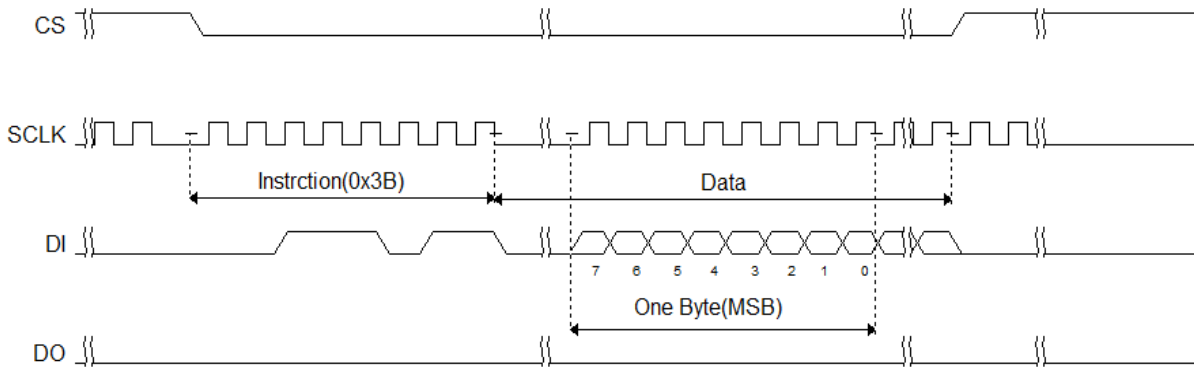 CS
SCLK
Instrction(0x3B)
Data
DI
7 6 5 4 3 2 1 0
One Byte(MSB)
DO